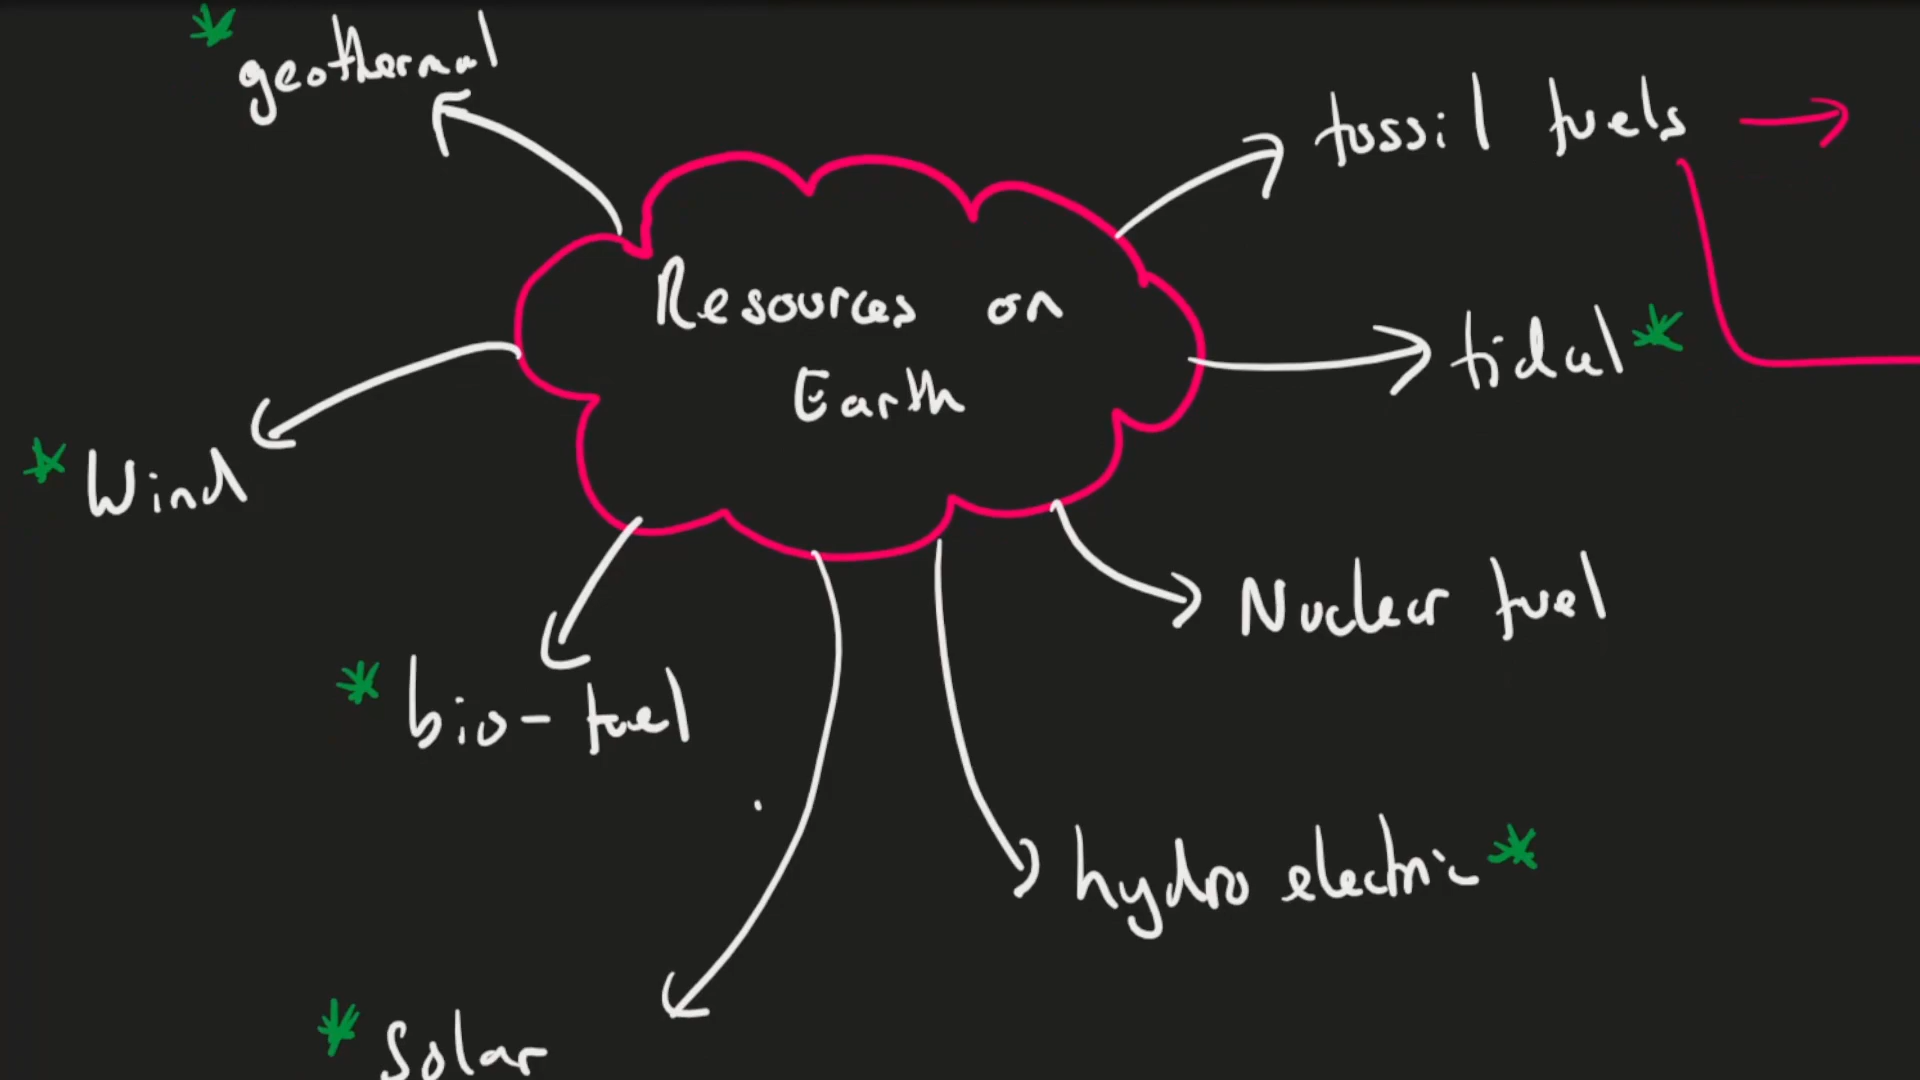 geothermal
fossil fuels
Resources on
Earth
tidal
Wind
Nuclear fuel
bio-fuel
hydro electric
Solar